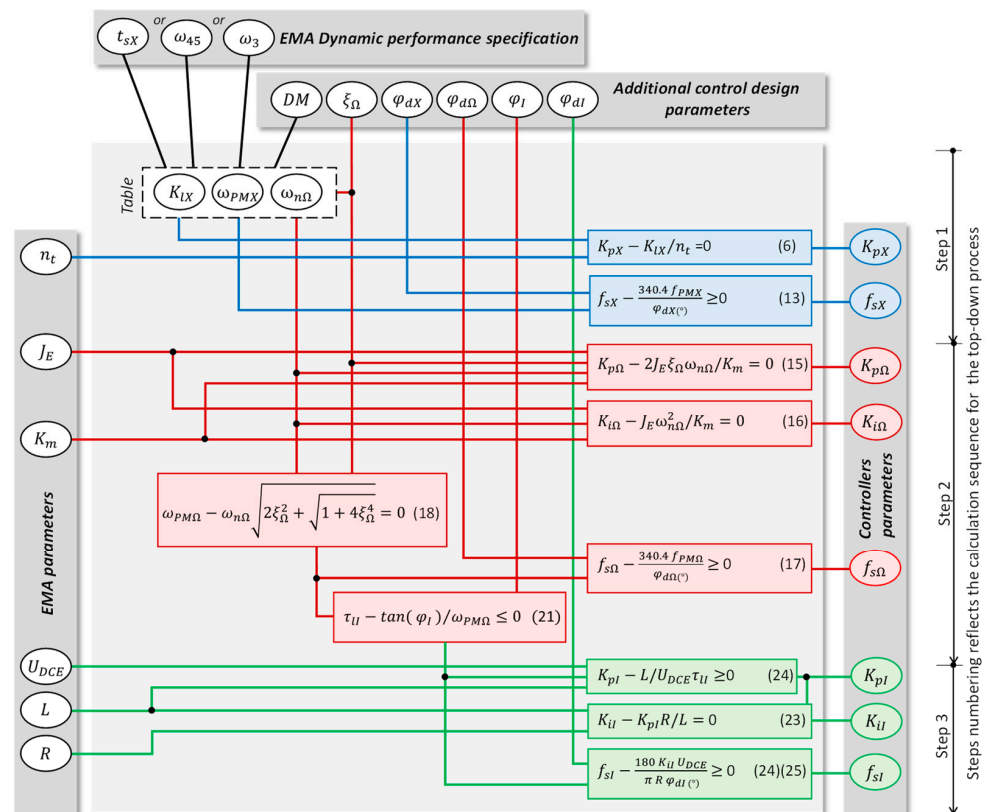 t_sX or ω_45 or ω_3 EMA Dynamic performance specification
DM ξ_Ω φ_dX φ_dΩ φ_I φ_dI Additional control design
parameters
Table
K_lX ω_PMX ω_nΩ
n_t
J_E
K_m
EMA parameters
U_DCE
L
R
K_pX − K_lX/n_t =0 (6)
f_sX − 340.4 f_PMX / φ_dX(°) ≥0 (13)
K_pΩ − 2J_E ξ_Ω ω_nΩ/K_m = 0 (15)
K_iΩ − J_E ω_nΩ^2/K_m = 0 (16)
ω_PMΩ − ω_nΩ √(2ξ_Ω^2 + √(1 + 4ξ_Ω^4)) = 0 (18)
f_sΩ − 340.4 f_PMΩ / φ_dΩ(°) ≥ 0 (17)
τ_lI − tan( φ_I )/ω_PMΩ ≤ 0 (21)
K_pI − L/U_DCE τ_lI ≥0 (24)
K_iI − K_pI R/L = 0 (23)
f_sI − 180 K_iI U_DCE / π R φ_dI (°) ≥ 0 (24)(25)
K_pX
f_sX
K_pΩ
K_iΩ
Controllers
parameters
f_sΩ
K_pI
K_iI
f_sI
Step 1
Step 2
Step 3
Steps numbering reflects the calculation sequence for the top-down process